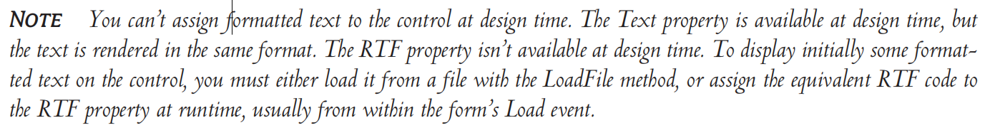 NOTE You can't assign formatted text to the control at design time. The Text property is available at design time, but
the text is rendered in the same format. The RTF property isn't available at design time. To display initially some format-
ted text on the control, you must either load it from a file with the LoadFile method, or assign the equivalent RTF code to
the RTF property at runtime, usually from within the form's Load event.